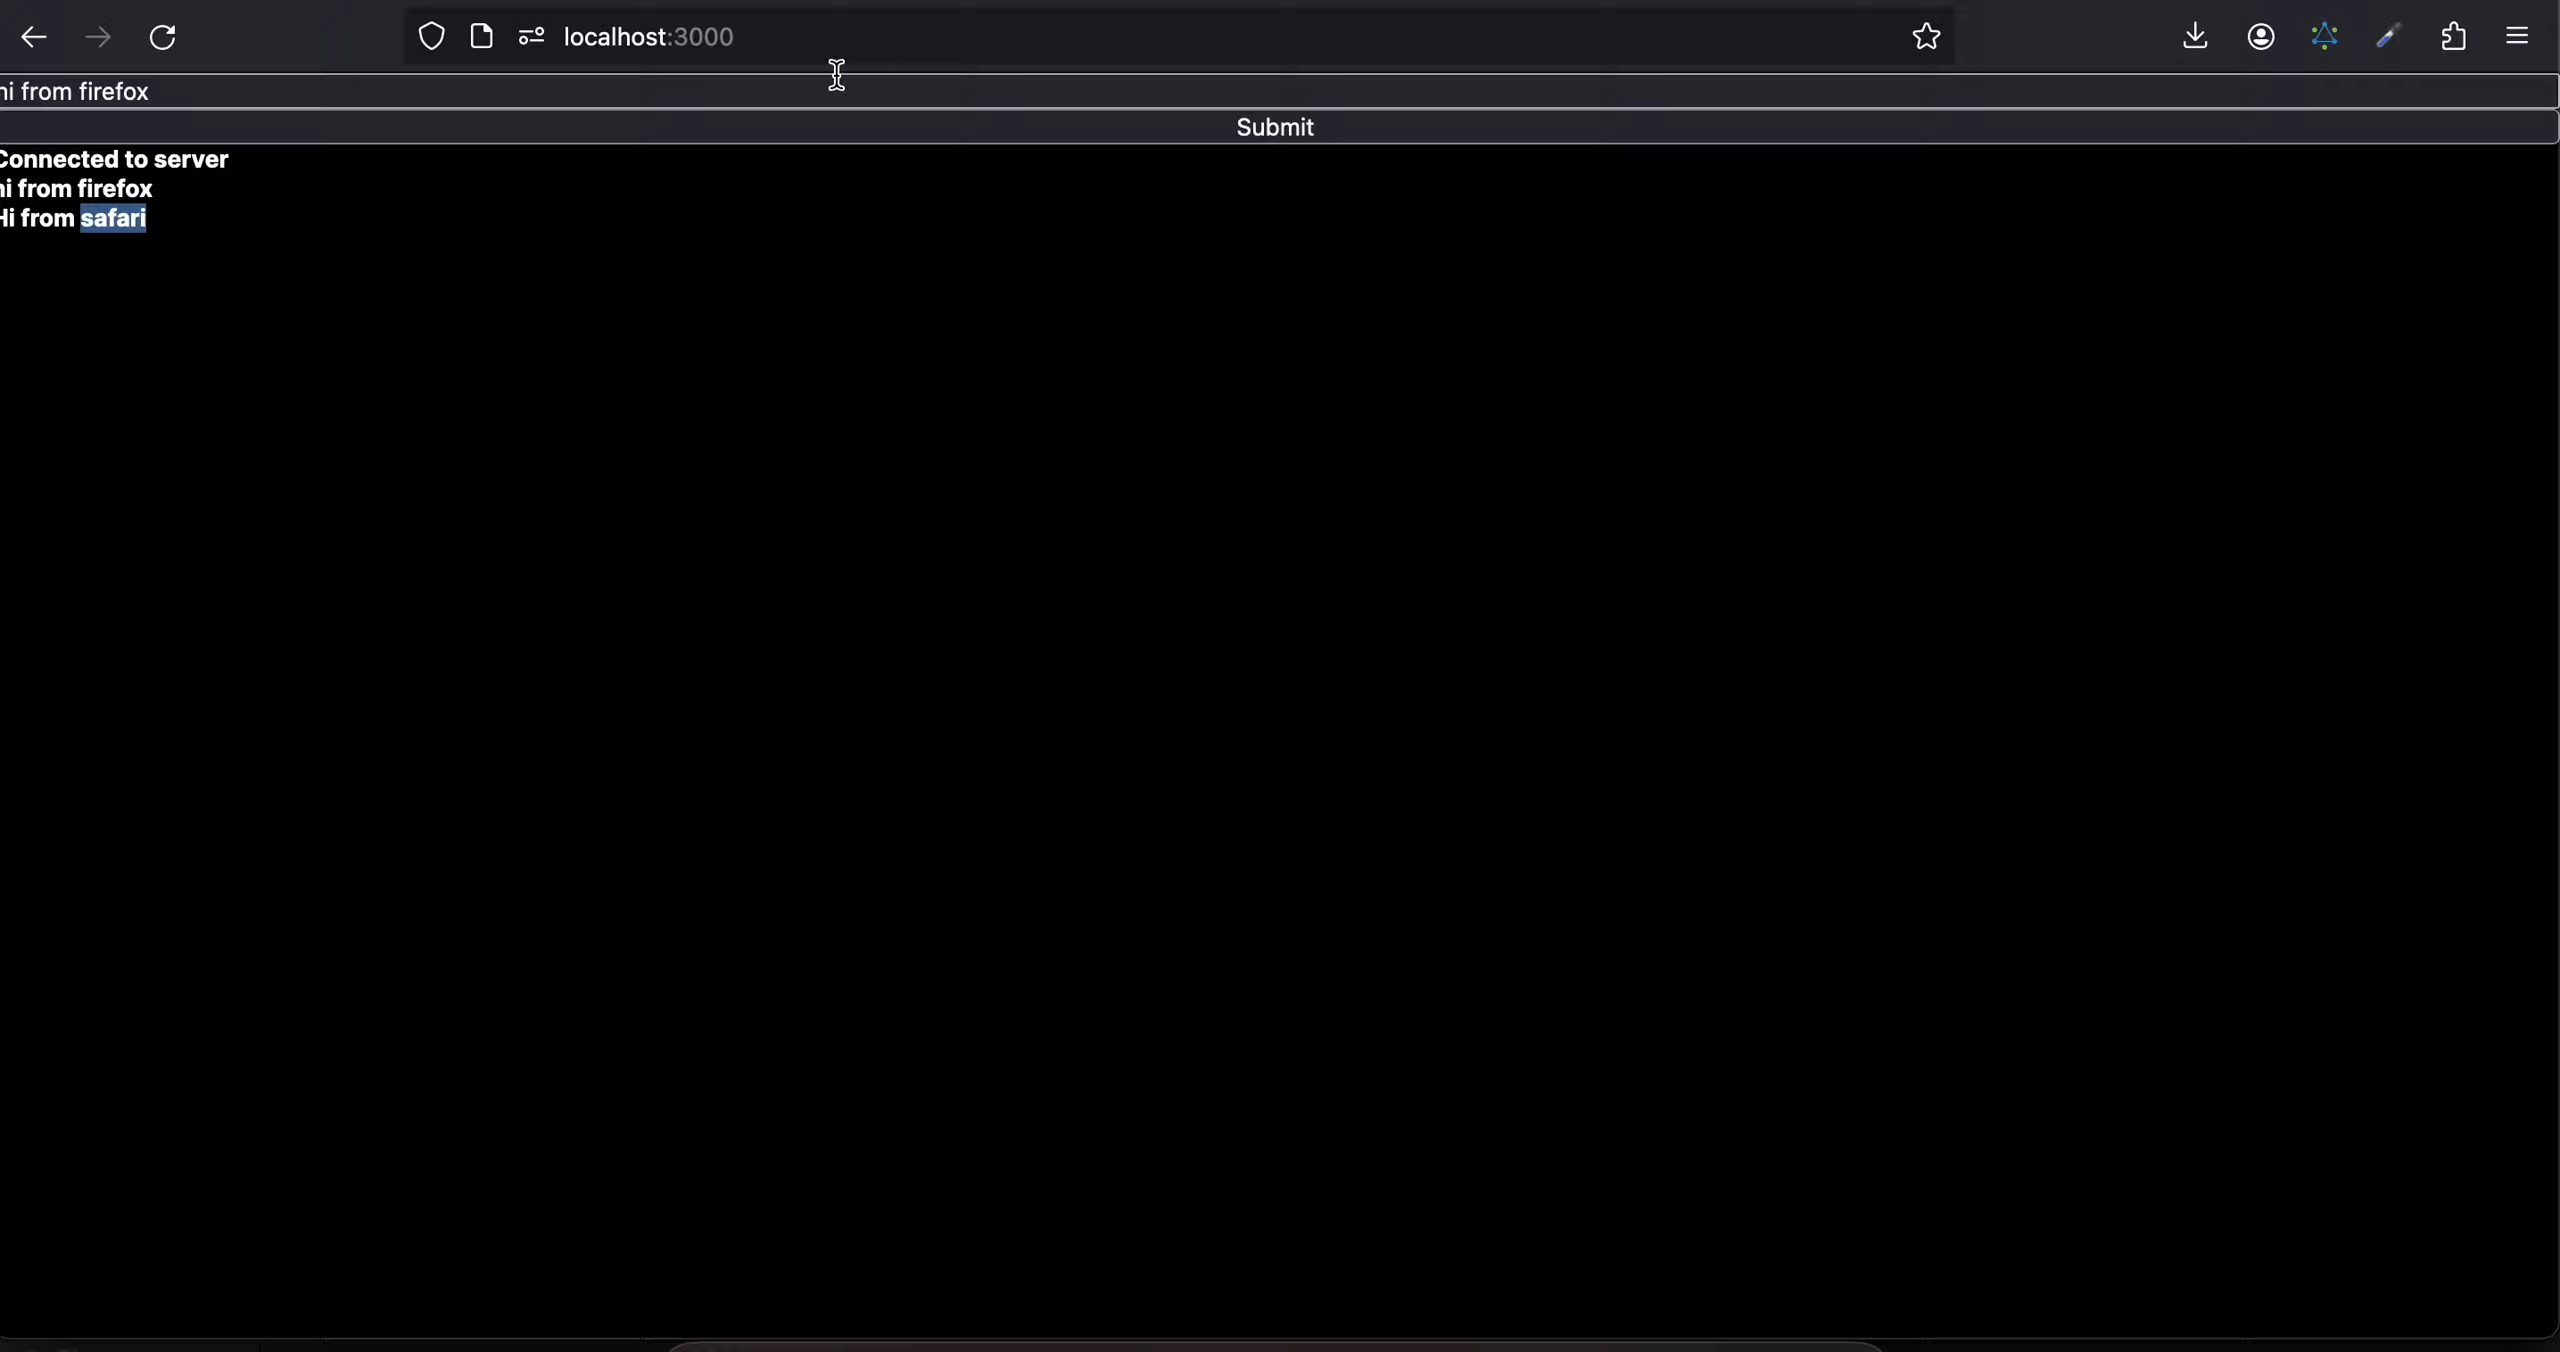 localhost:3000
hi from firefox
Submit
Connected to server
hi from firefox
Hi from safari